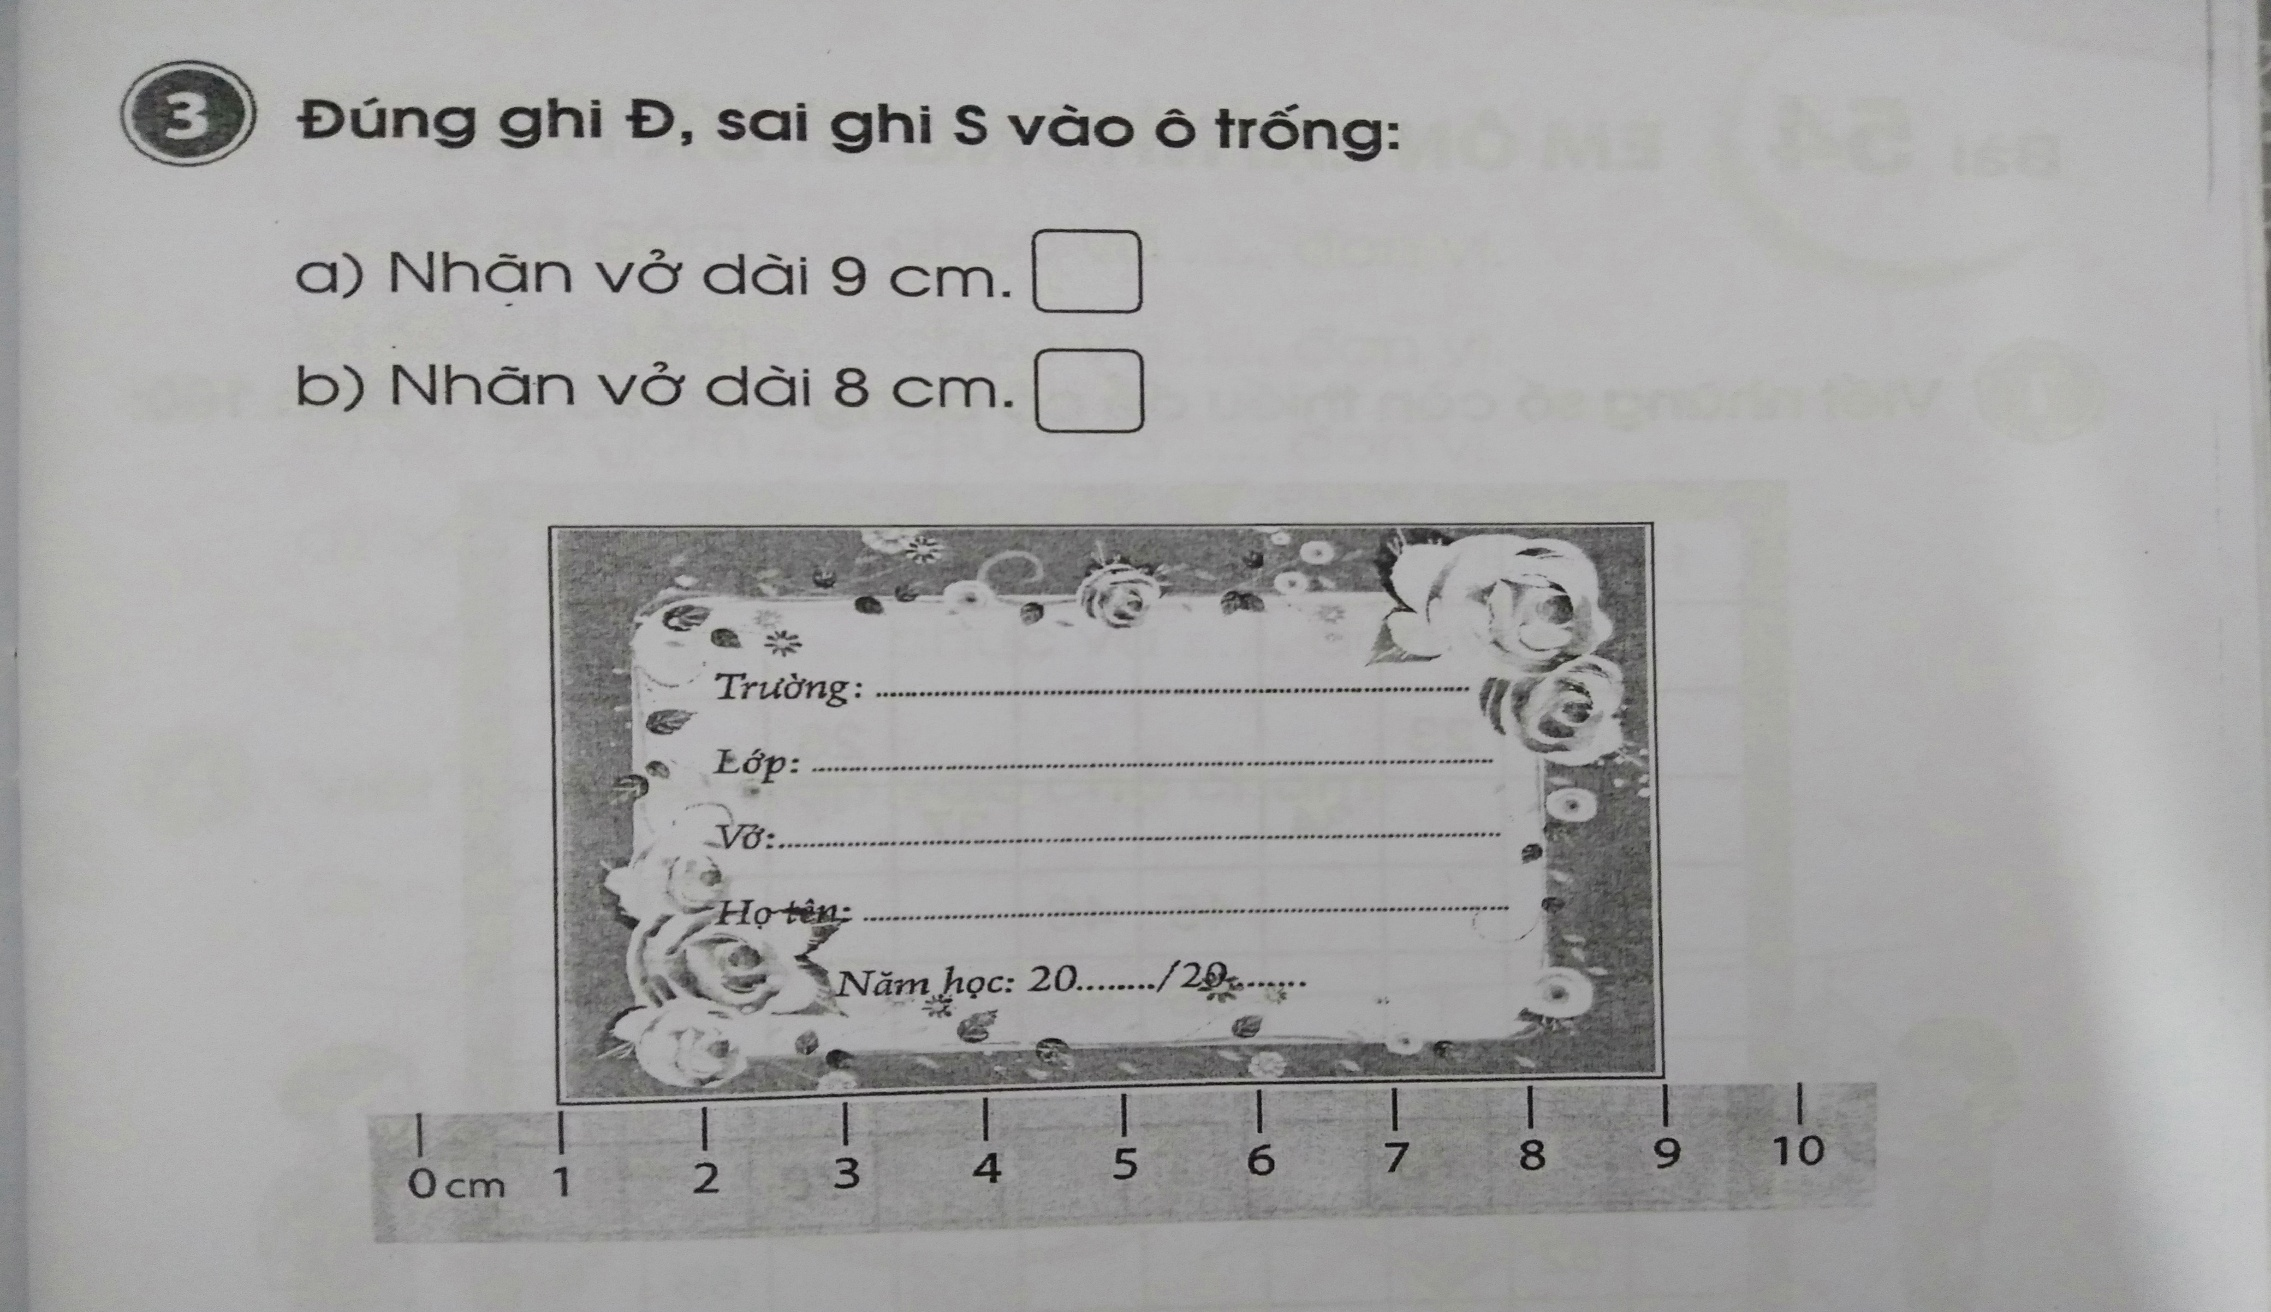 3 Đúng ghi Đ, sai ghi S vào ô trống:
a) Nhãn vở dài 9 cm.
b) Nhãn vở dài 8 cm.
Trường: ........................
Lớp: ........................
Vở: ........................
Họ tên: ........................
Năm học: 20......../20........
0 cm 1 2 3 4 5 6 7 8 9 10